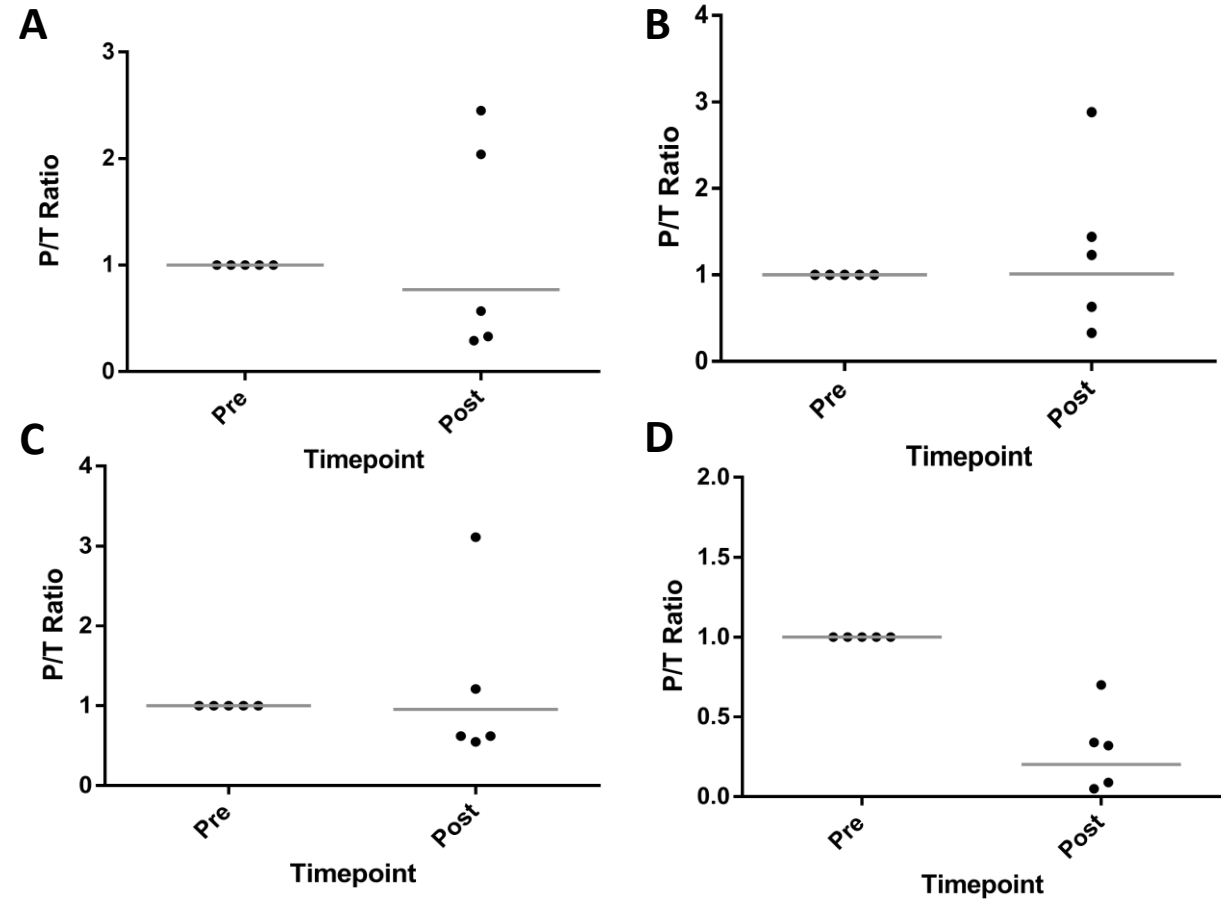 A
3
2
1
0
P/T Ratio
Pre
Post
Timepoint
B
4
3
2
1
0
P/T Ratio
Pre
Post
Timepoint
C
4
3
2
1
0
P/T Ratio
Pre
Post
Timepoint
D
2.0
1.5
1.0
0.5
0.0
P/T Ratio
Pre
Post
Timepoint